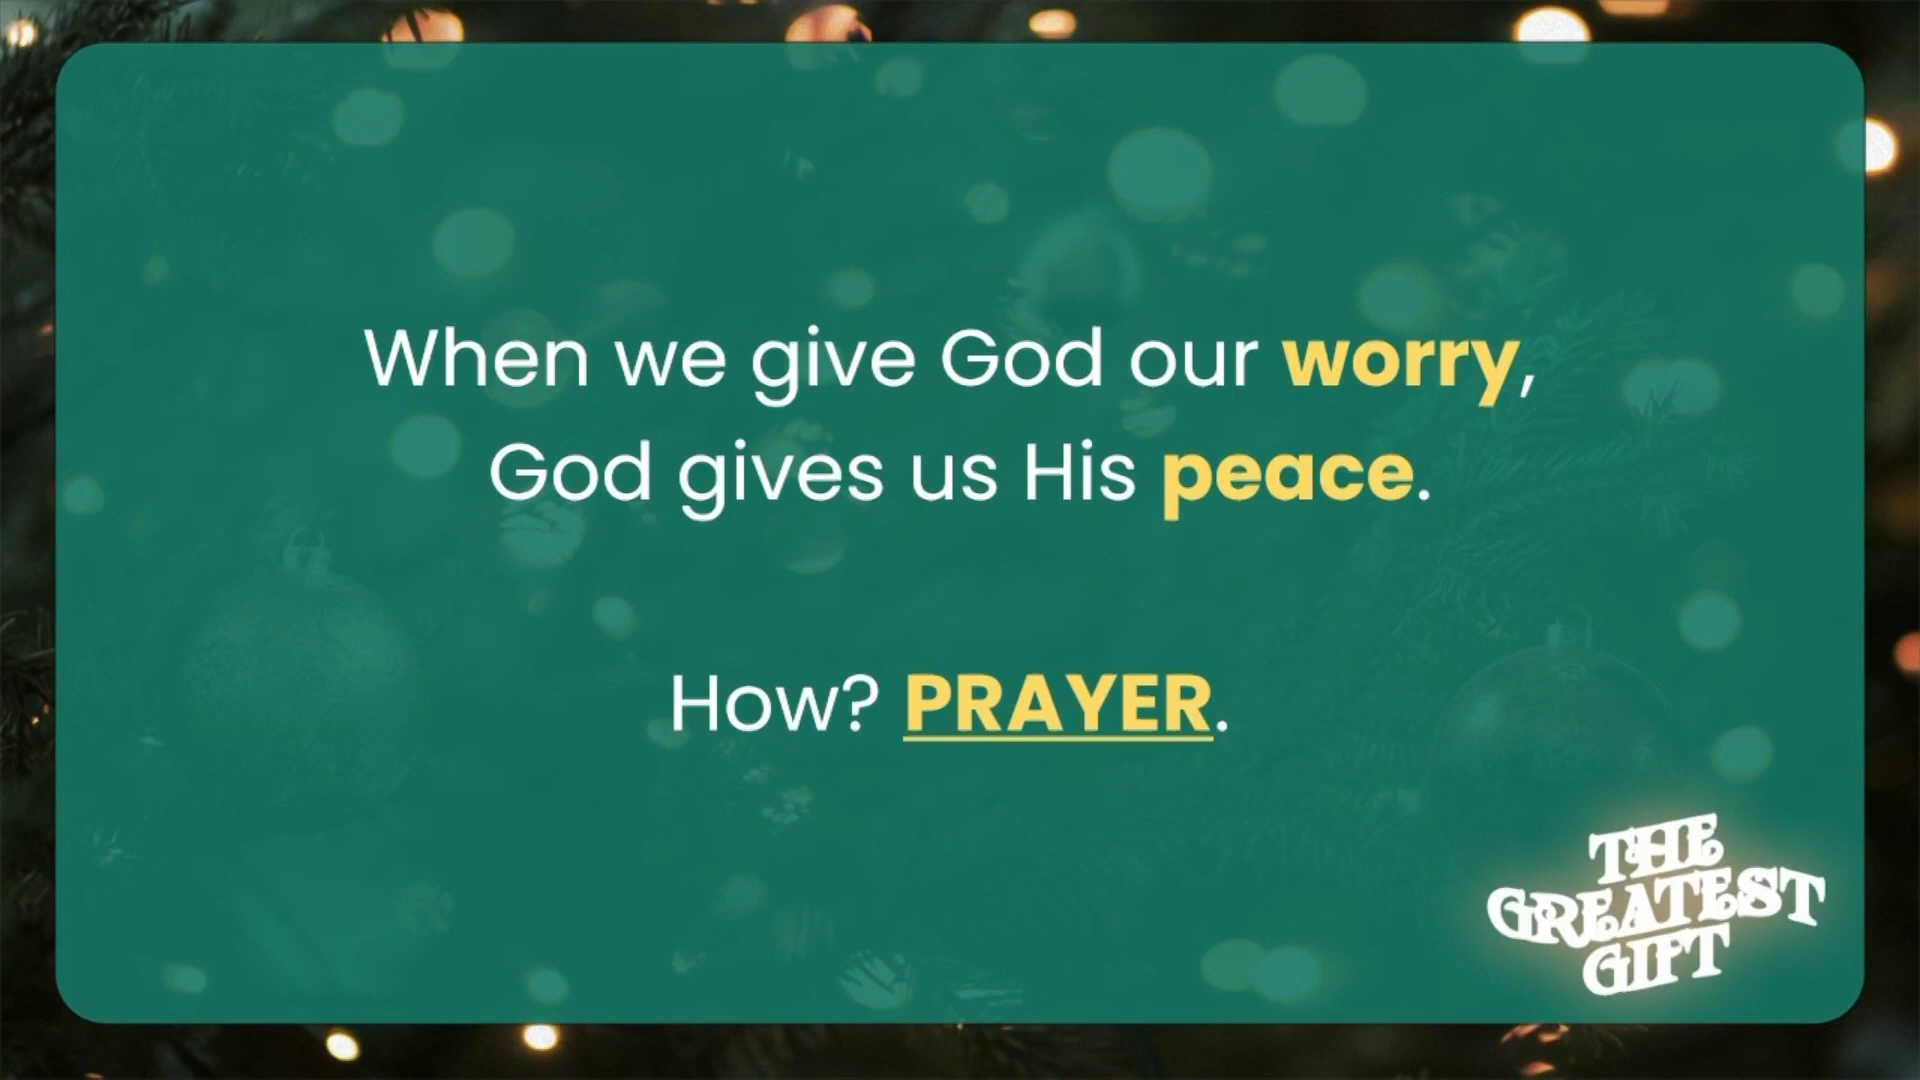 When we give God our worry,
God gives us His peace.
How? PRAYER.
THE
GREATEST
GIFT